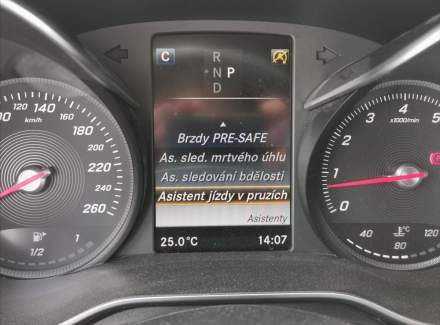 C
R
N P
D
Brzdy PRE-SAFE
As. sled. mrtvého úhlu
As. sledování bdělosti
Asistent jízdy v pruzích
Asistenty
25.0°C 14:07
120 140
100 160
km/h 180
220
260
1/2 1
1
2
3
4
5
x1000/min
0
40 °C 120
80